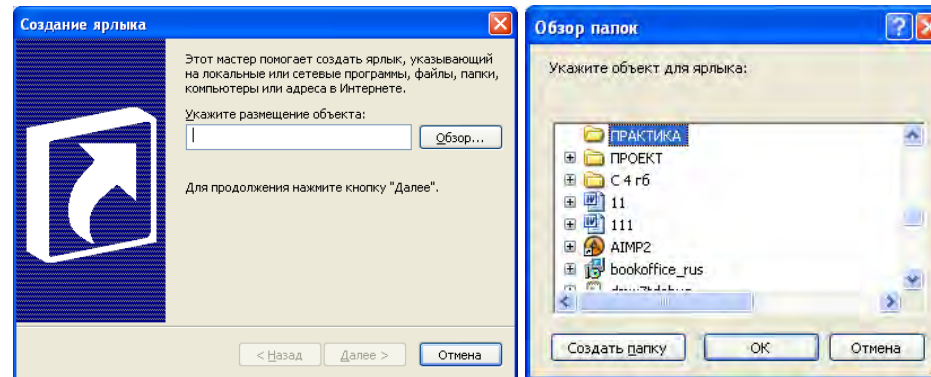 Создание ярлыка
Этот мастер помогает создать ярлык, указывающий
на локальные или сетевые программы, файлы, папки,
компьютеры или адреса в Интернете.
Укажите размещение объекта:
Обзор...
Для продолжения нажмите кнопку "Далее".
< Назад
Далее >
Отмена
Обзор папок
Укажите объект для ярлыка:
ПРАКТИКА
ПРОЕКТ
С 4 гб
11
111
AIMP2
bookoffice_rus
Создать папку
ОК
Отмена